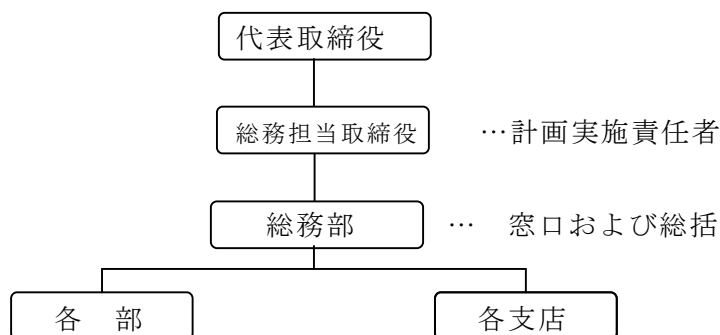 代表取締役
総務担当取締役 …計画実施責任者
総務部 … 窓口および総括
各　部 各支店